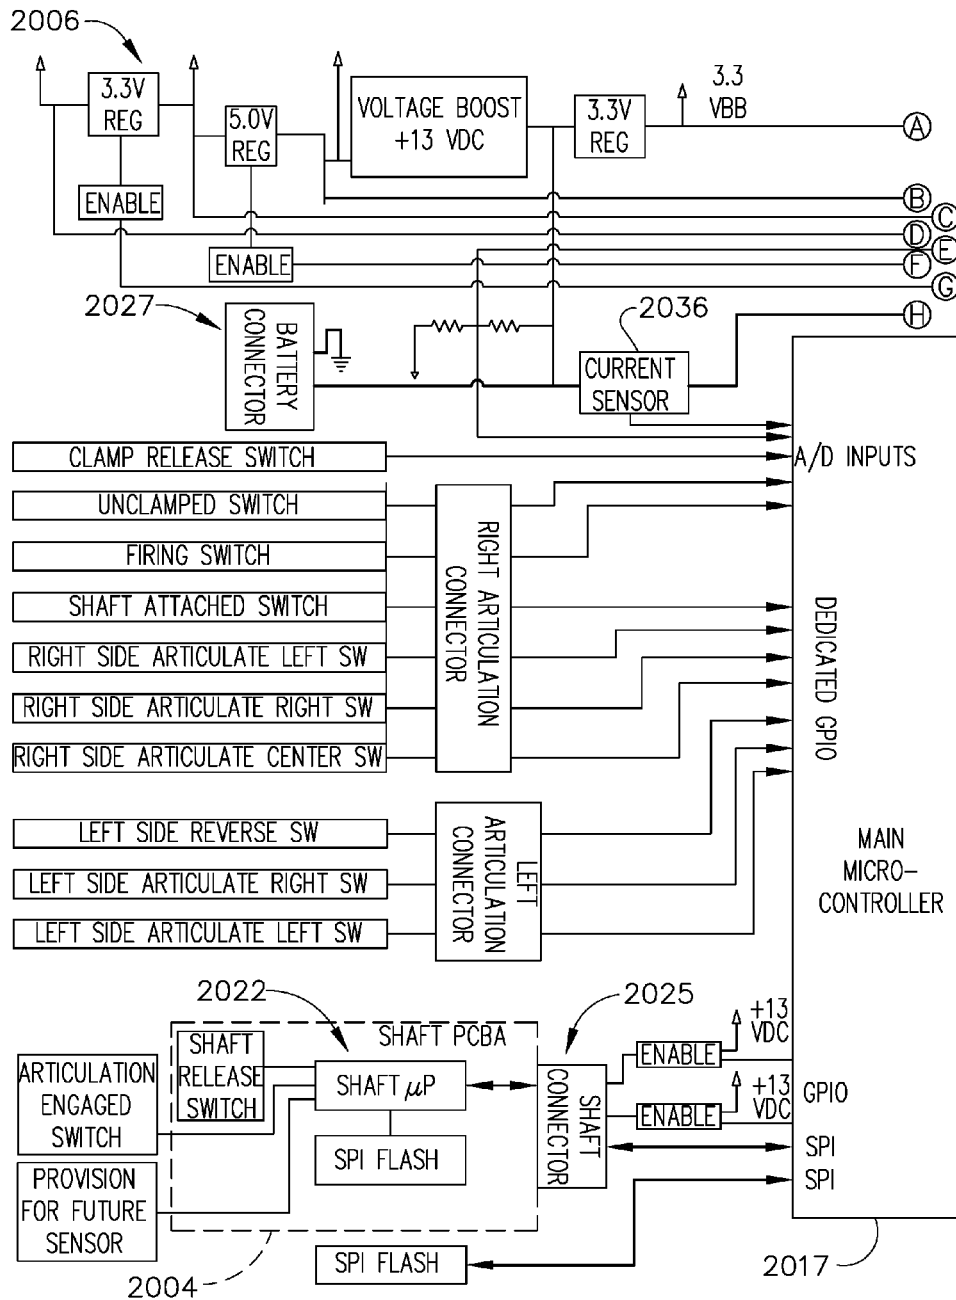 2006
3.3V
REG
5.0V
REG
VOLTAGE BOOST
+13 VDC
3.3V
REG
3.3
VBB
A
ENABLE
B
C
D
E
ENABLE
F
G
2027
BATTERY
CONNECTOR
2036
H
CURRENT
SENSOR
CLAMP RELEASE SWITCH
A/D INPUTS
UNCLAMPED SWITCH
FIRING SWITCH
SHAFT ATTACHED SWITCH
RIGHT SIDE ARTICULATE LEFT SW
RIGHT SIDE ARTICULATE RIGHT SW
RIGHT SIDE ARTICULATE CENTER SW
RIGHT ARTICULATION
CONNECTOR
DEDICATED GPIO
LEFT SIDE REVERSE SW
LEFT SIDE ARTICULATE RIGHT SW
LEFT SIDE ARTICULATE LEFT SW
LEFT
ARTICULATION
CONNECTOR
MAIN
MICRO-
CONTROLLER
2022
2025
SHAFT PCBA
SHAFT
RELEASE
SWITCH
ARTICULATION
ENGAGED
SWITCH
SHAFT μP
SPI FLASH
PROVISION
FOR FUTURE
SENSOR
SHAFT
CONNECTOR
ENABLE
+13
VDC
ENABLE
+13
VDC
GPIO
SPI
SPI
2004
SPI FLASH
2017